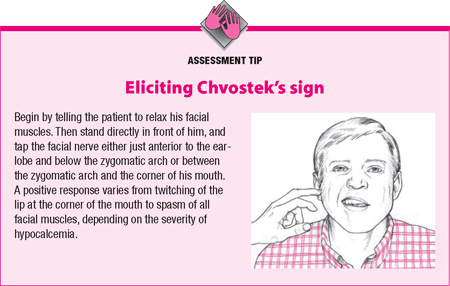 ASSESSMENT TIP
Eliciting Chvostek's sign
Begin by telling the patient to relax his facial
muscles. Then stand directly in front of him, and
tap the facial nerve either just anterior to the ear-
lobe and below the zygomatic arch or between
the zygomatic arch and the corner of his mouth.
A positive response varies from twitching of the
lip at the corner of the mouth to spasm of all
facial muscles, depending on the severity of
hypocalcemia.